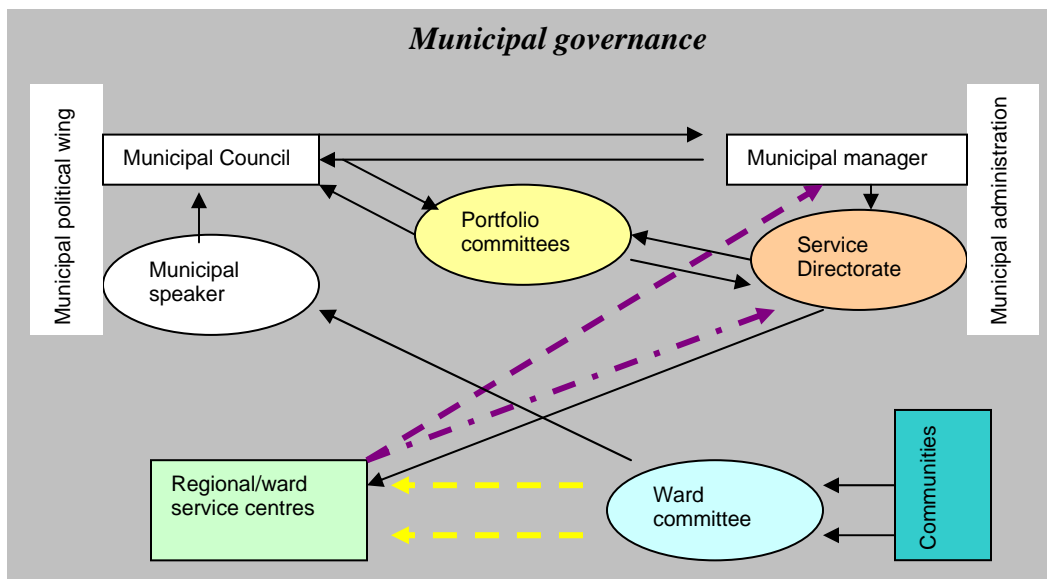 Municipal governance
Municipal political wing
Municipal Council
Municipal manager
Municipal administration
Portfolio
committees
Service
Directorate
Municipal
speaker
Regional/ward
service centres
Ward
committee
Communities